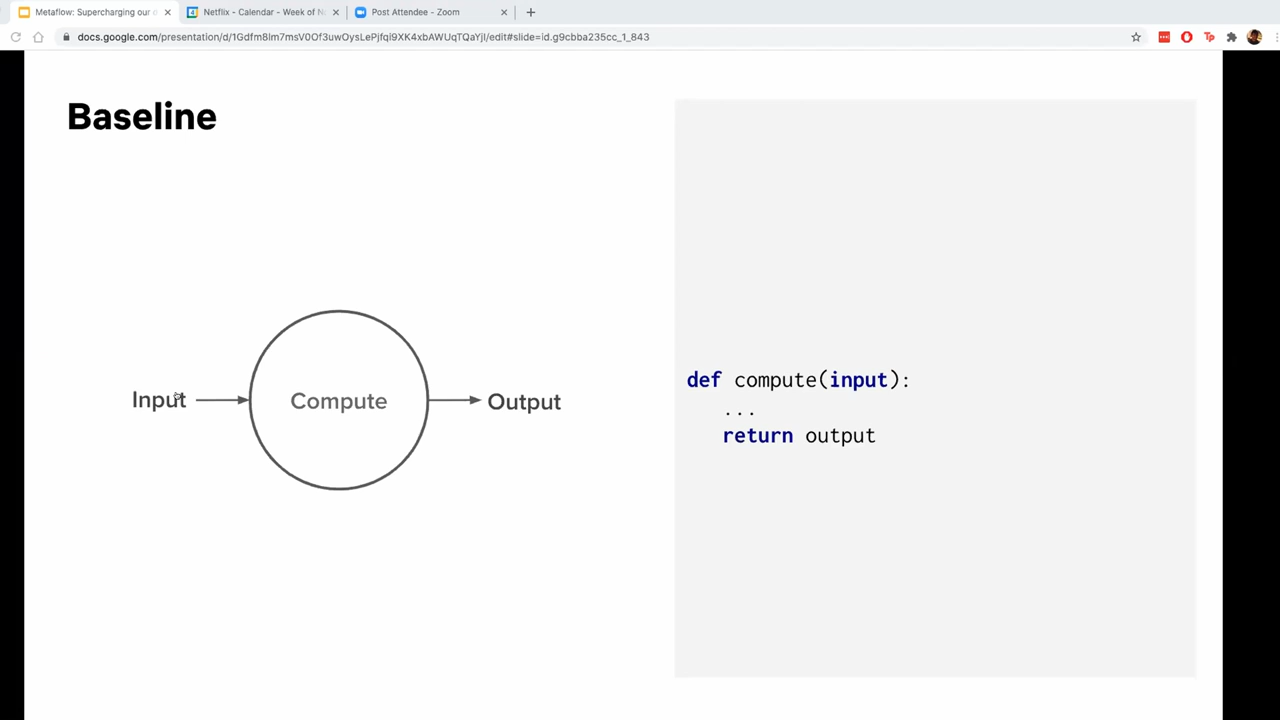 Metaflow: Supercharging our
Netflix - Calendar - Week of N
Post Attendee - Zoom
docs.google.com/presentation/d/1Gdfm8lm7msV0Of3uwOysLePjfql9XK4xbAWUqTQaYjI/edit#slide=id.g9cbba235cc_1_843
Baseline
Input
Compute
Output
def compute(input):
...
return output